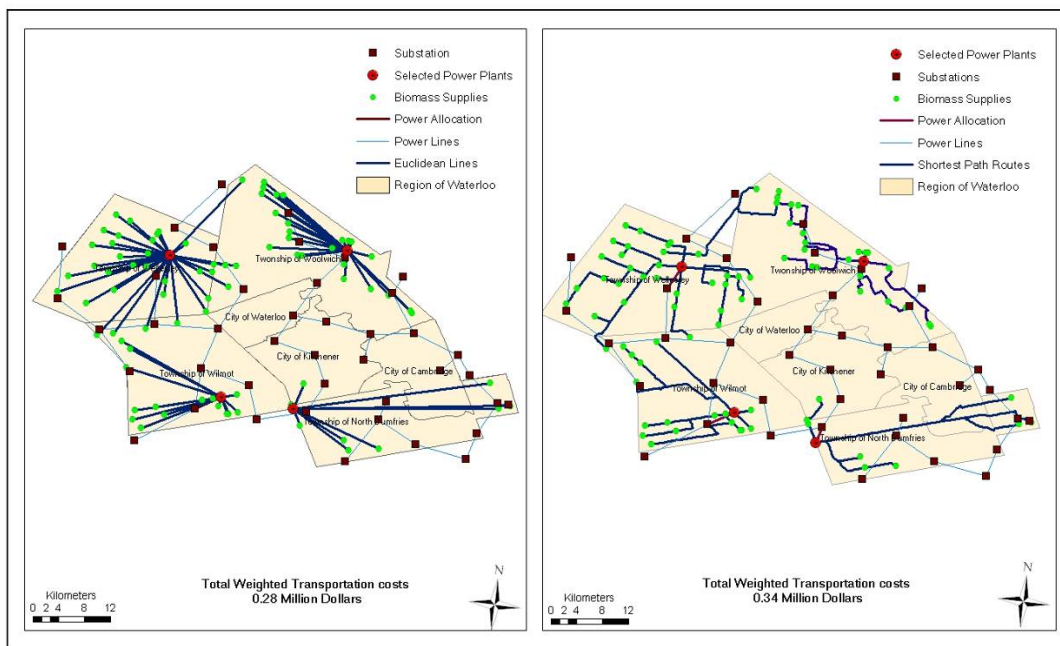 Substation
Selected Power Plants
Biomass Supplies
Power Allocation
Power Lines
Euclidean Lines
Region of Waterloo
Twonship of Woolwich
City of Waterloo
City of Kitchener
City of Cambridge
Township of Wilmot
Township of North Dumfries
Total Weighted Transportation costs
0.28 Million Dollars
Kilometers
0 2 4 8 12
N
Selected Power Plants
Substations
Biomass Supplies
Power Allocation
Power Lines
Shortest Path Routes
Region of Waterloo
Twonship of Woolwich
Township of Wellesley
City of Waterloo
City of Kitchener
City of Cambridge
Township of Wilmot
Township of North Dumfries
Total Weighted Transportation costs
0.34 Million Dollars
Kilometers
0 2 4 8 12
N